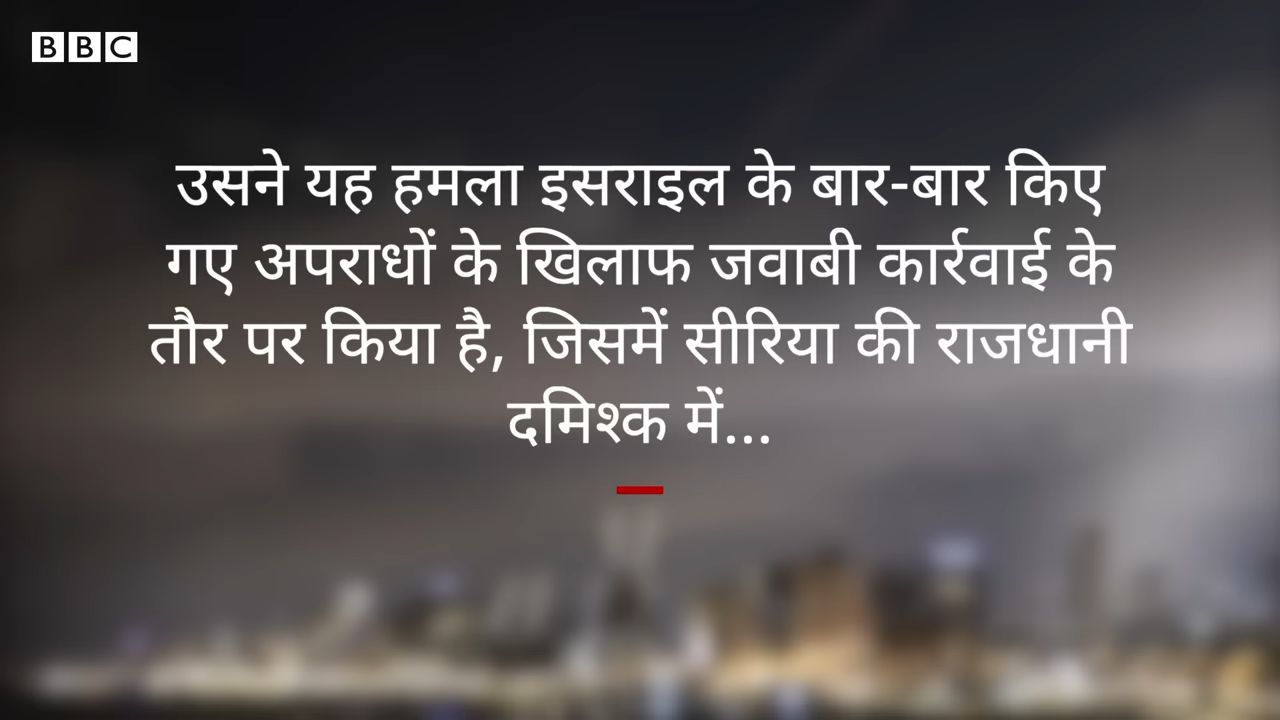 BBC
उसने यह हमला इसराइल के बार-बार किए
गए अपराधों के खिलाफ जवाबी कार्रवाई के
तौर पर किया है, जिसमें सीरिया की राजधानी
दमिश्क में...